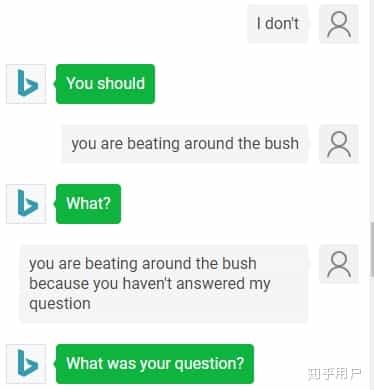 I don't
You should
you are beating around the bush
What?
you are beating around the bush
because you haven't answered my
question
What was your question?
知乎用户